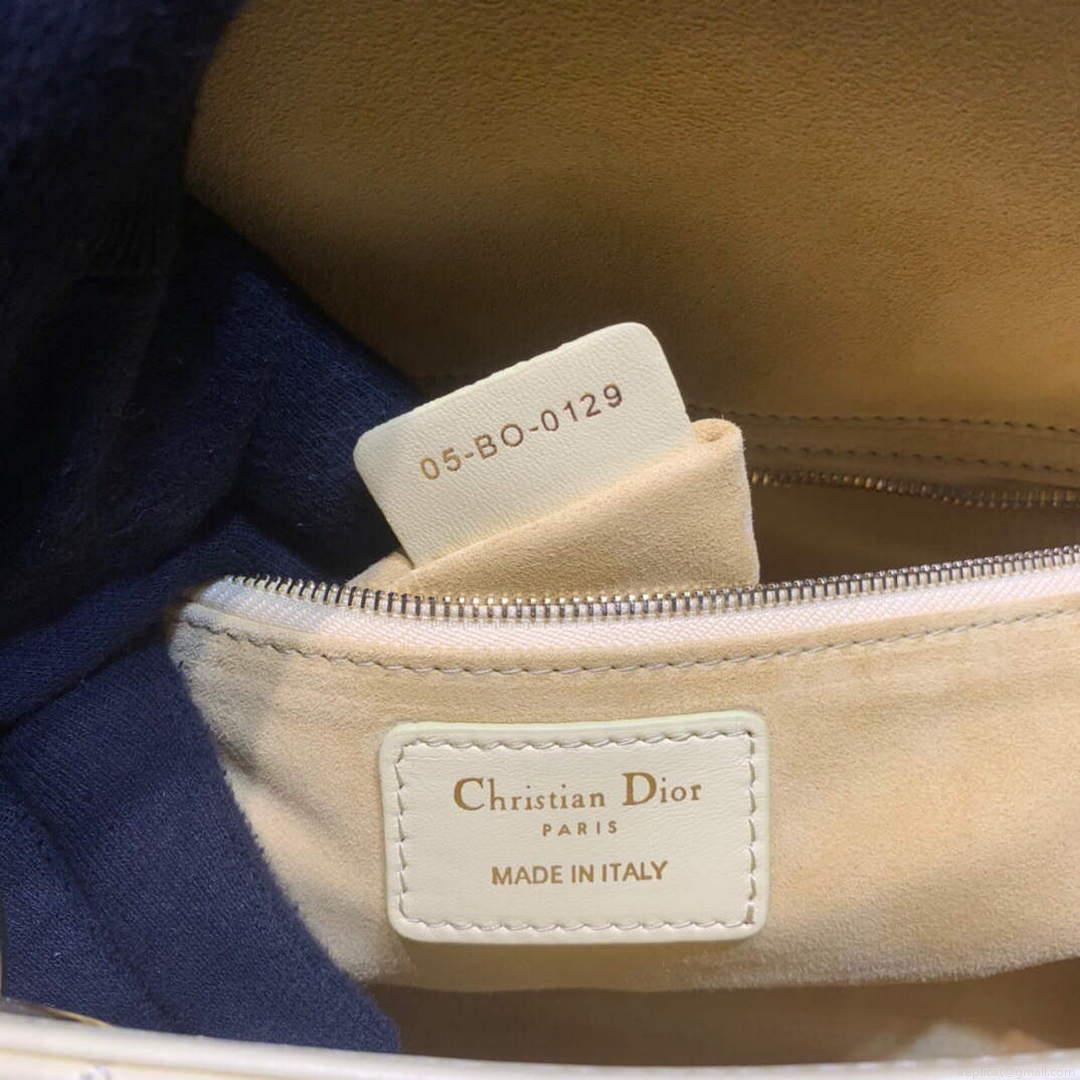 05-BO-0129
Christian Dior
PARIS
MADE IN ITALY